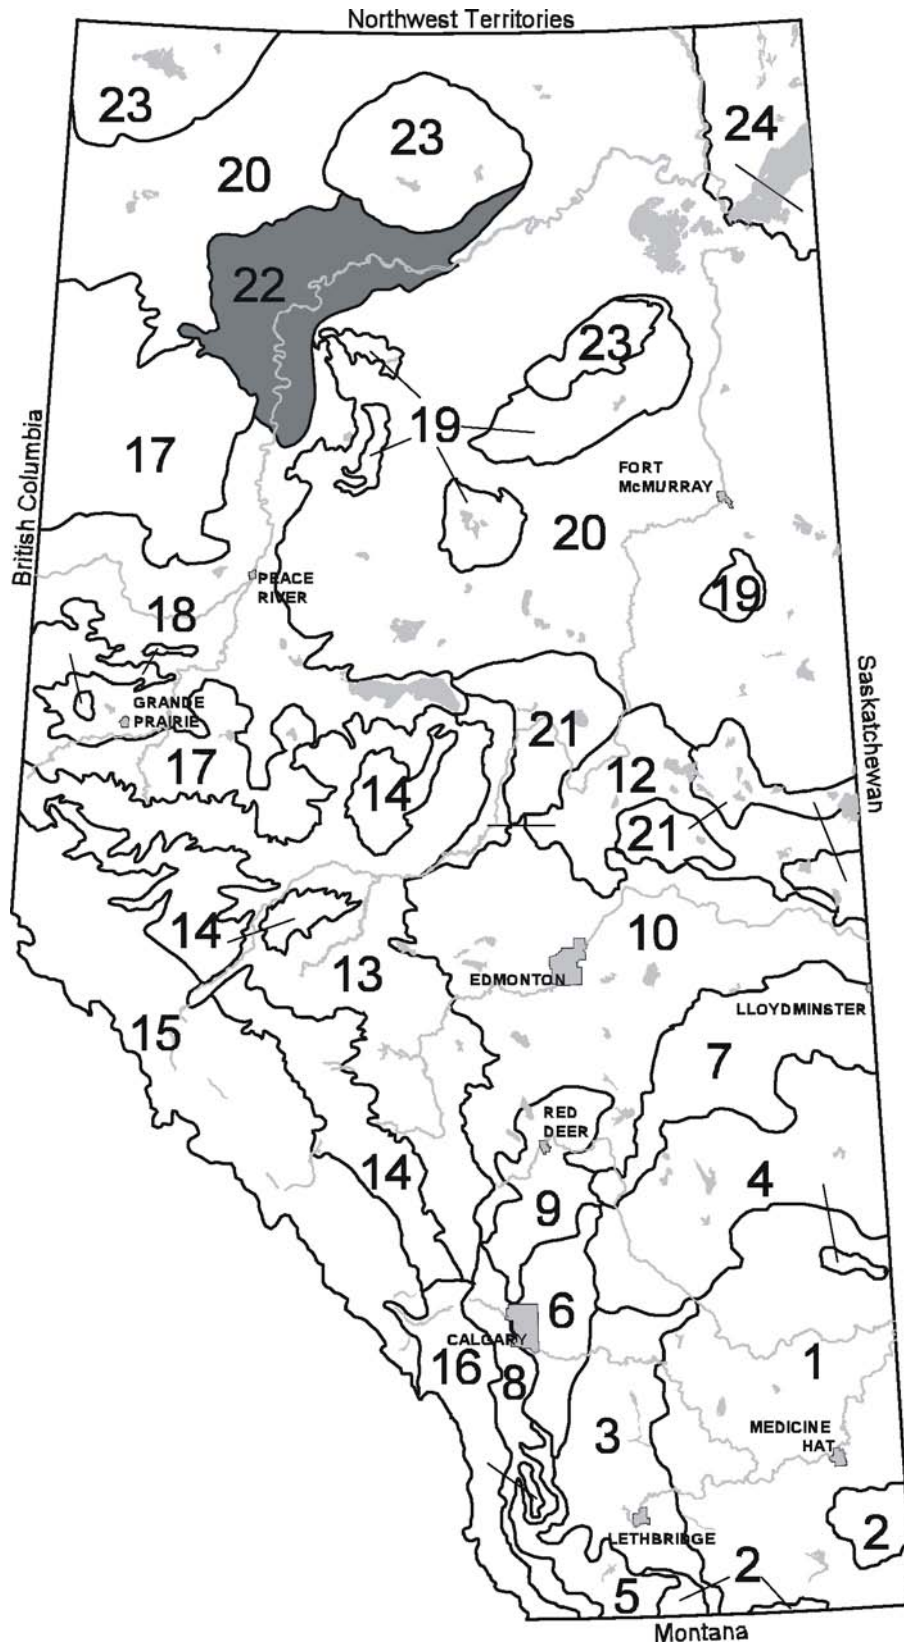 Northwest Territories
23
23
24
20
22
23
British Columbia
17
19
FORT
McMURRAY
20
PEACE
RIVER
19
18
Saskatchewan
GRANDE
PRAIRIE
21
17
12
14
21
14
10
13
EDMONTON
LLOYDMINSTER
15
7
RED
DEER
14
4
9
6
CALGARY
16
8
1
3
MEDICINE
HAT
2
LETHBRIDGE
2
5
Montana